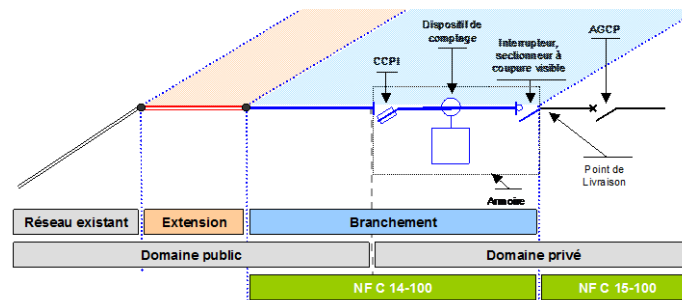 Dispositif de
comptage
AGCP
Interrupteur,
sectionneur à
coupure visible
CCPI
Point de
Livraison
Armoire
Réseau existant
Extension
Branchement
Domaine public
Domaine privé
NF C 14-100
NF C 15-100